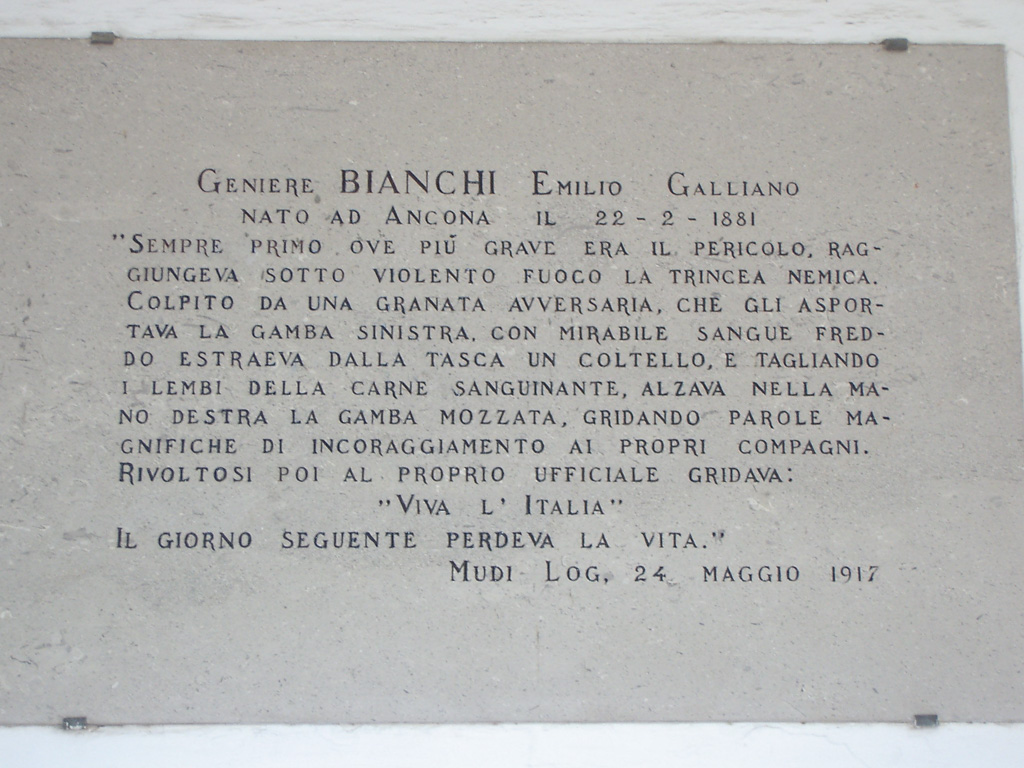 GENIERE BIANCHI EMILIO GALLIANO
NATO AD ANCONA IL 22-2-1881
"SEMPRE PRIMO OVE PIÚ GRAVE ERA IL PERICOLO, RAG-
GIUNGEVA SOTTO VIOLENTO FUOCO LA TRINCEA NEMICA.
COLPITO DA UNA GRANATA AVVERSARIA, CHE GLI ASPOR-
TAVA LA GAMBA SINISTRA, CON MIRABILE SANGUE FRED-
DO ESTRAEVA DALLA TASCA UN COLTELLO, E TAGLIANDO
I LEMBI DELLA CARNE SANGUINANTE, ALZAVA NELLA MA-
NO DESTRA LA GAMBA MOZZATA, GRIDANDO PAROLE MA-
GNIFICHE DI INCORAGGIAMENTO AI PROPRI COMPAGNI.
RIVOLTOSI POI AL PROPRIO UFFICIALE GRIDAVA:
"VIVA L' ITALIA"
IL GIORNO SEGUENTE PERDEVA LA VITA."
MUDI LOG, 24 MAGGIO 1917